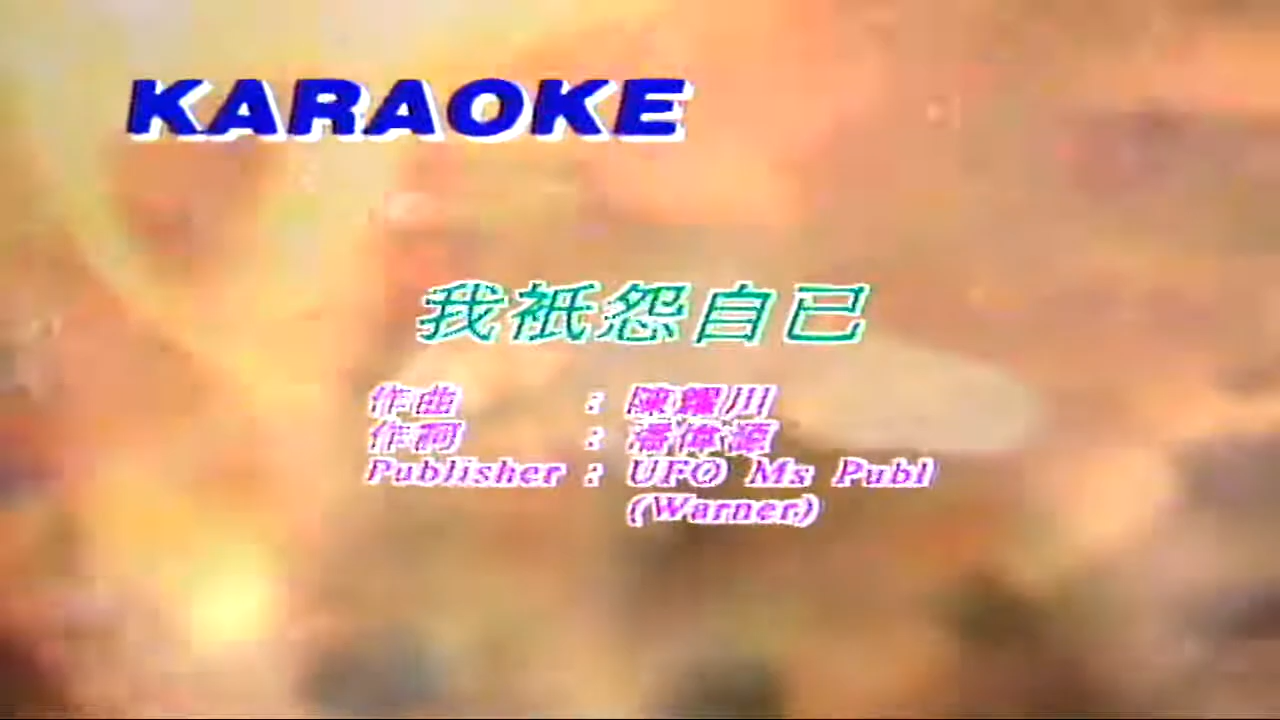 KARAOKE
我祇怨自已
作曲 : 陳耀川
作詞 : 潘偉源
Publisher : UFO Ms Publ
(Warner)